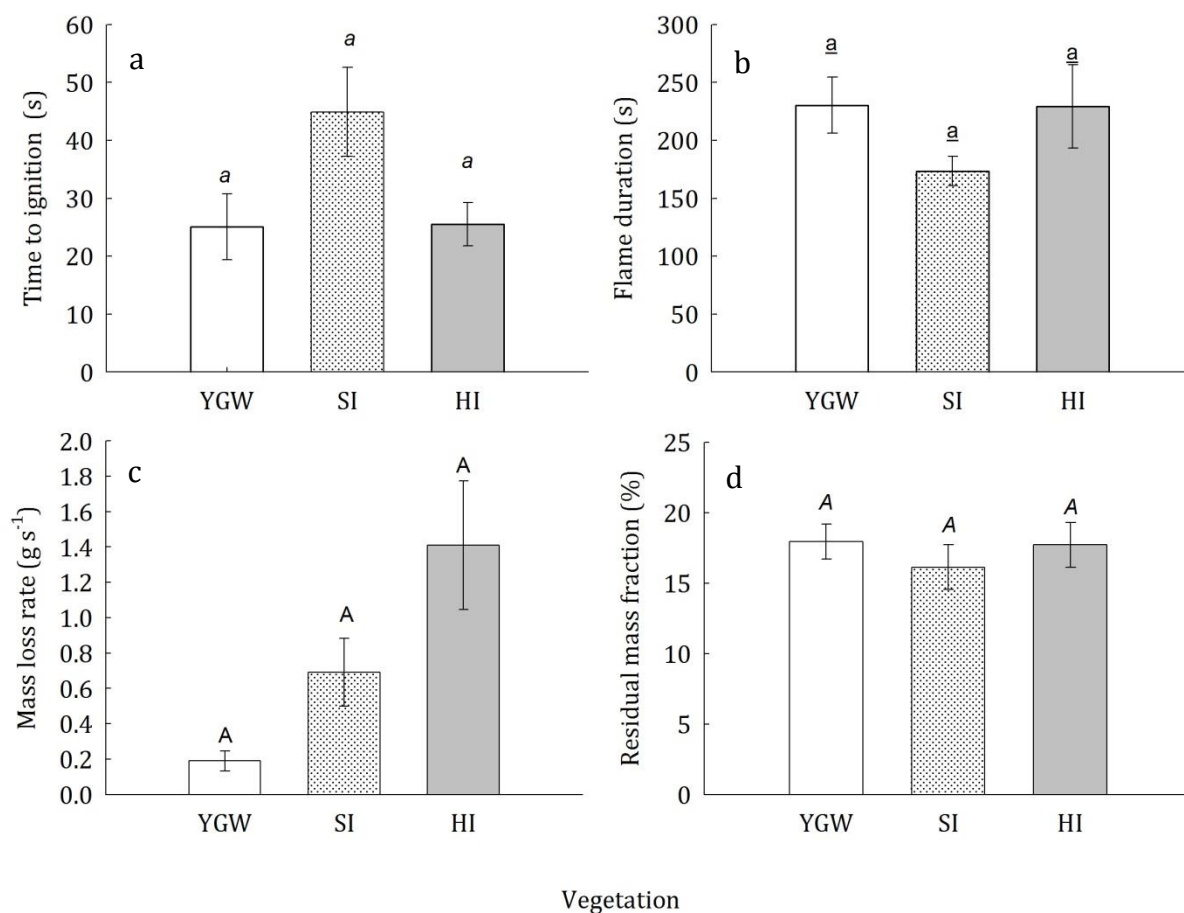 a
Time to ignition (s)
60
50
40
30
20
10
0
a
a
a
YGW
SI
HI
b
Flame duration (s)
300
250
200
150
100
50
0
a
a
a
YGW
SI
HI
c
Mass loss rate (g s⁻¹)
2.0
1.8
1.6
1.4
1.2
1.0
0.8
0.6
0.4
0.2
0.0
A
A
A
YGW
SI
HI
d
Residual mass fraction (%)
25
20
15
10
5
0
A
A
A
YGW
SI
HI
Vegetation